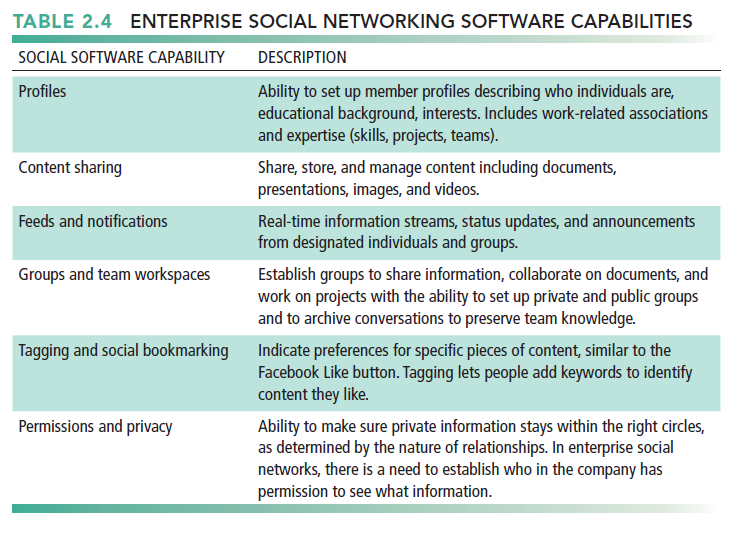 TABLE 2.4 ENTERPRISE SOCIAL NETWORKING SOFTWARE CAPABILITIES
SOCIAL SOFTWARE CAPABILITY DESCRIPTION
Profiles Ability to set up member profiles describing who individuals are,
educational background, interests. Includes work-related associations
and expertise (skills, projects, teams).
Content sharing Share, store, and manage content including documents,
presentations, images, and videos.
Feeds and notifications Real-time information streams, status updates, and announcements
from designated individuals and groups.
Groups and team workspaces Establish groups to share information, collaborate on documents, and
work on projects with the ability to set up private and public groups
and to archive conversations to preserve team knowledge.
Tagging and social bookmarking Indicate preferences for specific pieces of content, similar to the
Facebook Like button. Tagging lets people add keywords to identify
content they like.
Permissions and privacy Ability to make sure private information stays within the right circles,
as determined by the nature of relationships. In enterprise social
networks, there is a need to establish who in the company has
permission to see what information.